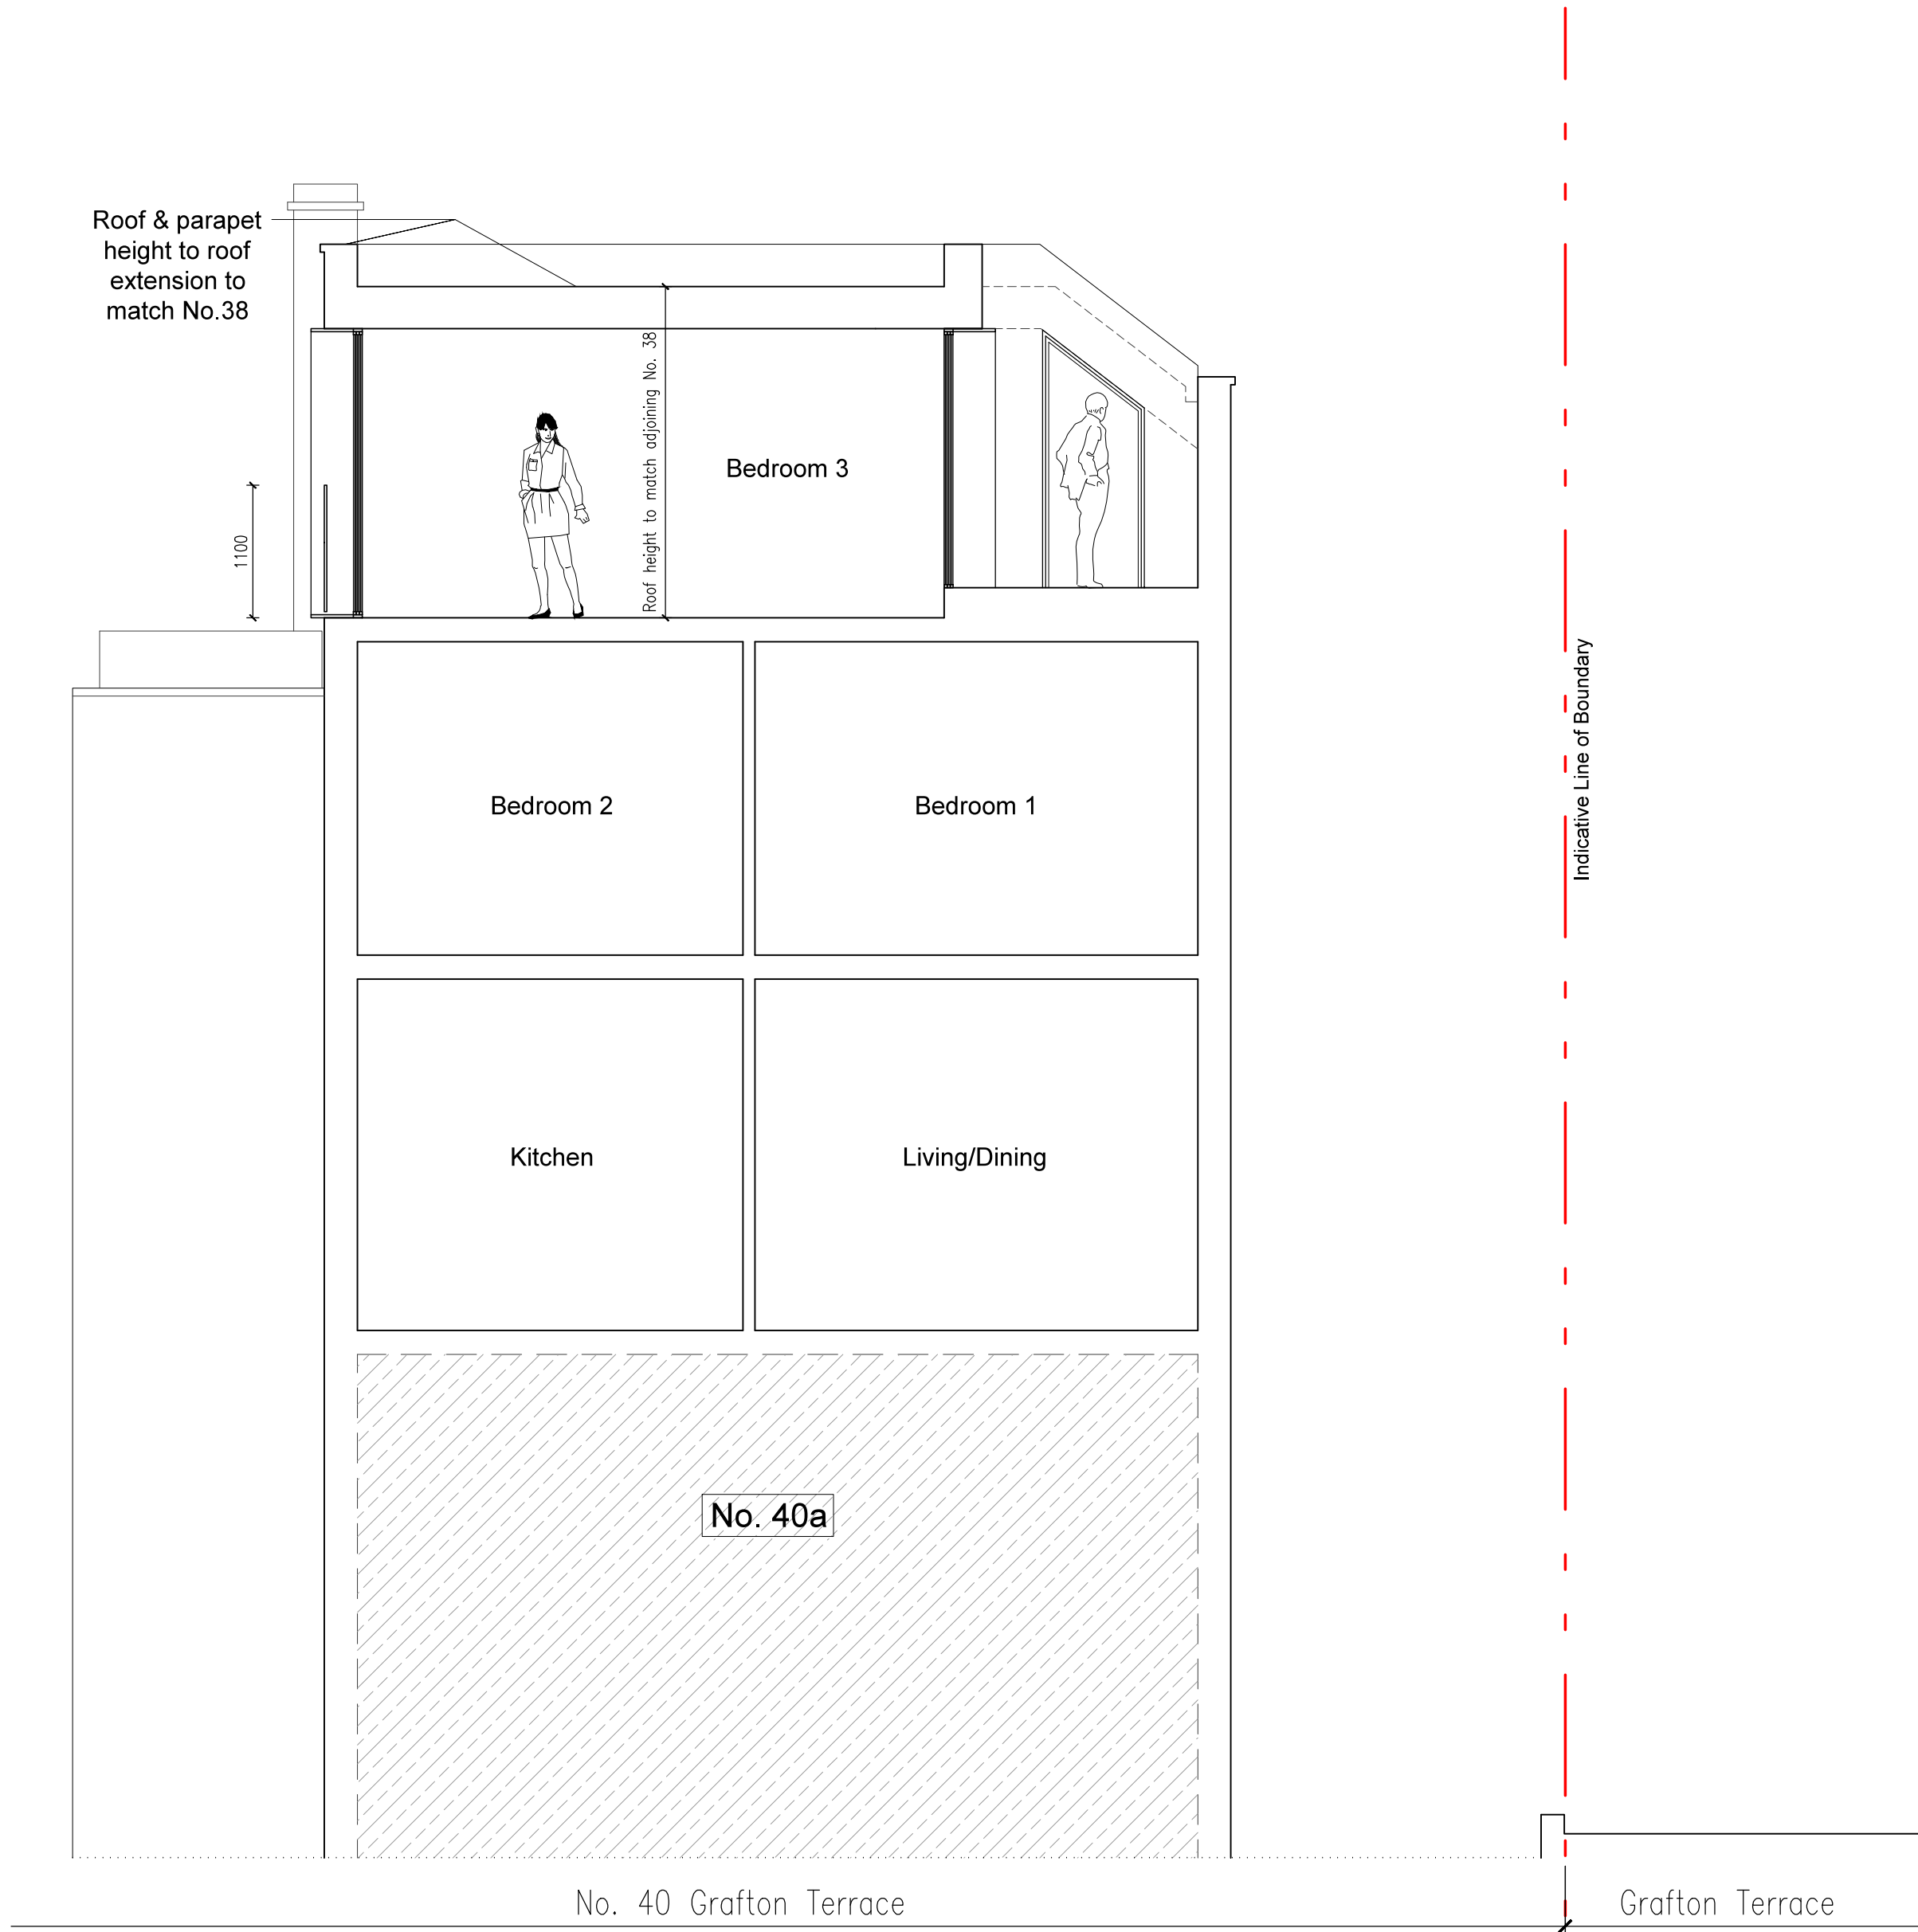 Roof & parapet
height to roof
extension to
match No.38
Roof height to match adjoining No. 38
Bedroom 3
1100
Indicative Line of Boundary
Bedroom 2
Bedroom 1
Kitchen
Living/Dining
No. 40a
No. 40 Grafton Terrace
Grafton Terrace